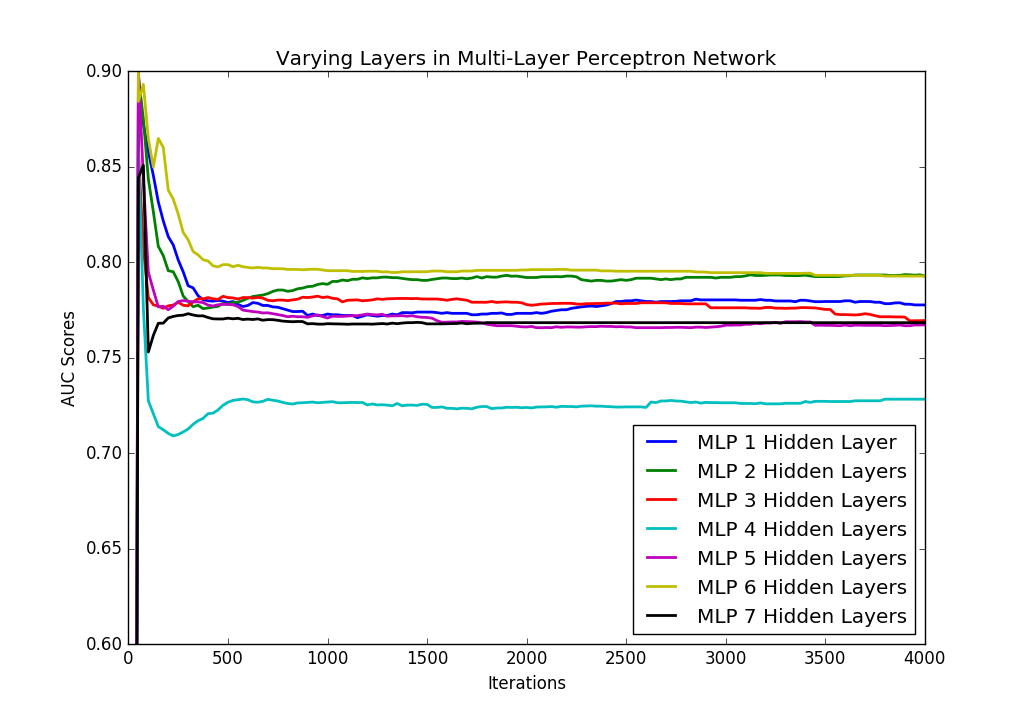 Varying Layers in Multi-Layer Perceptron Network
0.90
0.85
0.80
0.75
0.70
0.65
0.60
AUC Scores
0 500 1000 1500 2000 2500 3000 3500 4000
Iterations
MLP 1 Hidden Layer
MLP 2 Hidden Layers
MLP 3 Hidden Layers
MLP 4 Hidden Layers
MLP 5 Hidden Layers
MLP 6 Hidden Layers
MLP 7 Hidden Layers